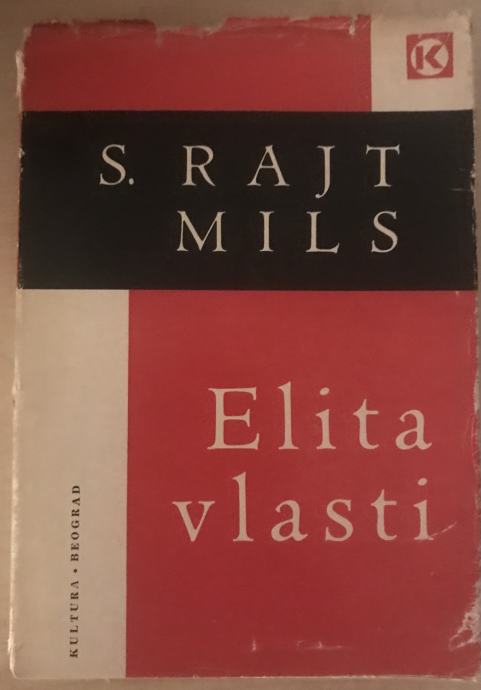 K
S. RAJT
MILS
Elita
vlasti
KULTURA • BEOGRAD